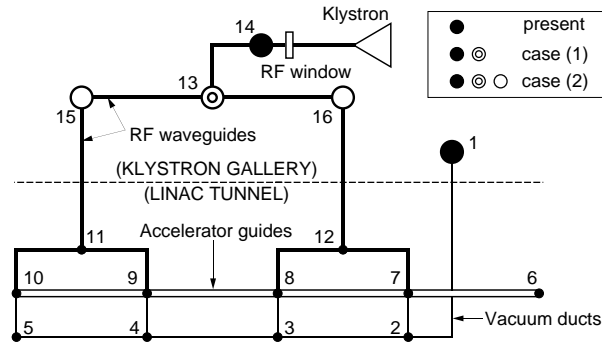 Klystron
present
14
case (1)
RF window
13
case (2)
15
16
RF waveguides
1
(KLYSTRON GALLERY)
(LINAC TUNNEL)
11
Accelerator guides
12
10
9
8
7
6
5
4
3
2
Vacuum ducts